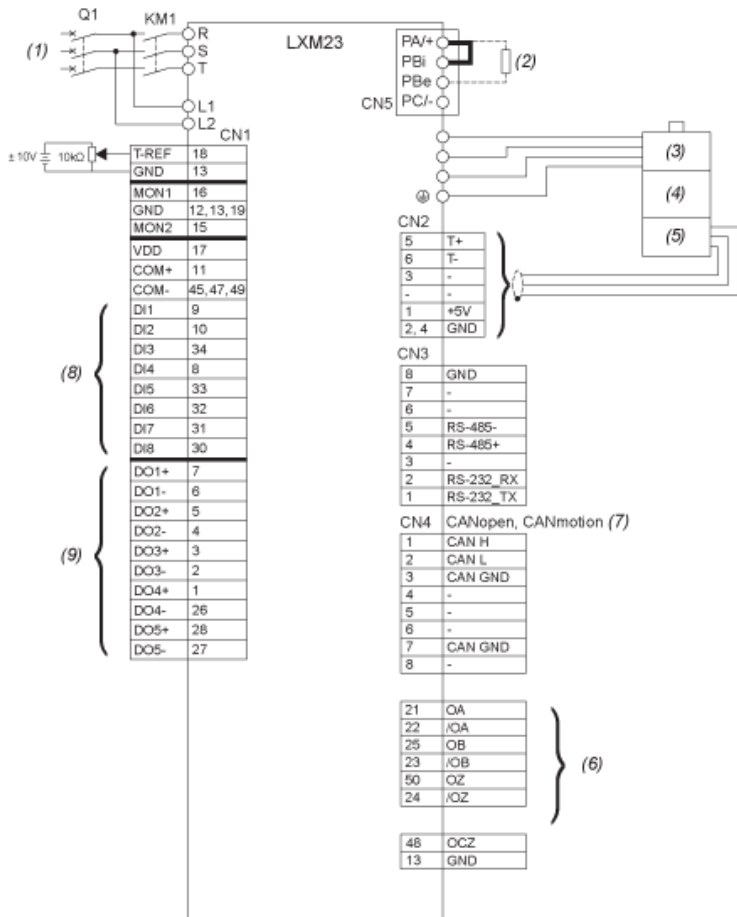 Q1
KM1
(1)
R
S
T
L1
L2
LXM23
PA/+
PBi
PBe
CN5 PC/-
(2)
CN1
± 10V 10kΩ
T-REF 18
GND 13
MON1 16
GND 12, 13, 19
MON2 15
VDD 17
COM+ 11
COM- 45, 47, 49
(8)
DI1 9
DI2 10
DI3 34
DI4 8
DI5 33
DI6 32
DI7 31
DI8 30
(9)
DO1+ 7
DO1- 6
DO2+ 5
DO2- 4
DO3+ 3
DO3- 2
DO4+ 1
DO4- 26
DO5+ 28
DO5- 27
(3)
(4)
(5)
CN2
5 T+
6 T-
3 -
- -
1 +5V
2, 4 GND
CN3
8 GND
7 -
6 -
5 RS-485-
4 RS-485+
3 -
2 RS-232_RX
1 RS-232_TX
CN4 CANopen, CANmotion (7)
1 CAN H
2 CAN L
3 CAN GND
4 -
5 -
6 -
7 CAN GND
8 -
21 OA
22 /OA
25 OB
23 /OB
50 OZ
24 /OZ
(6)
48 OCZ
13 GND